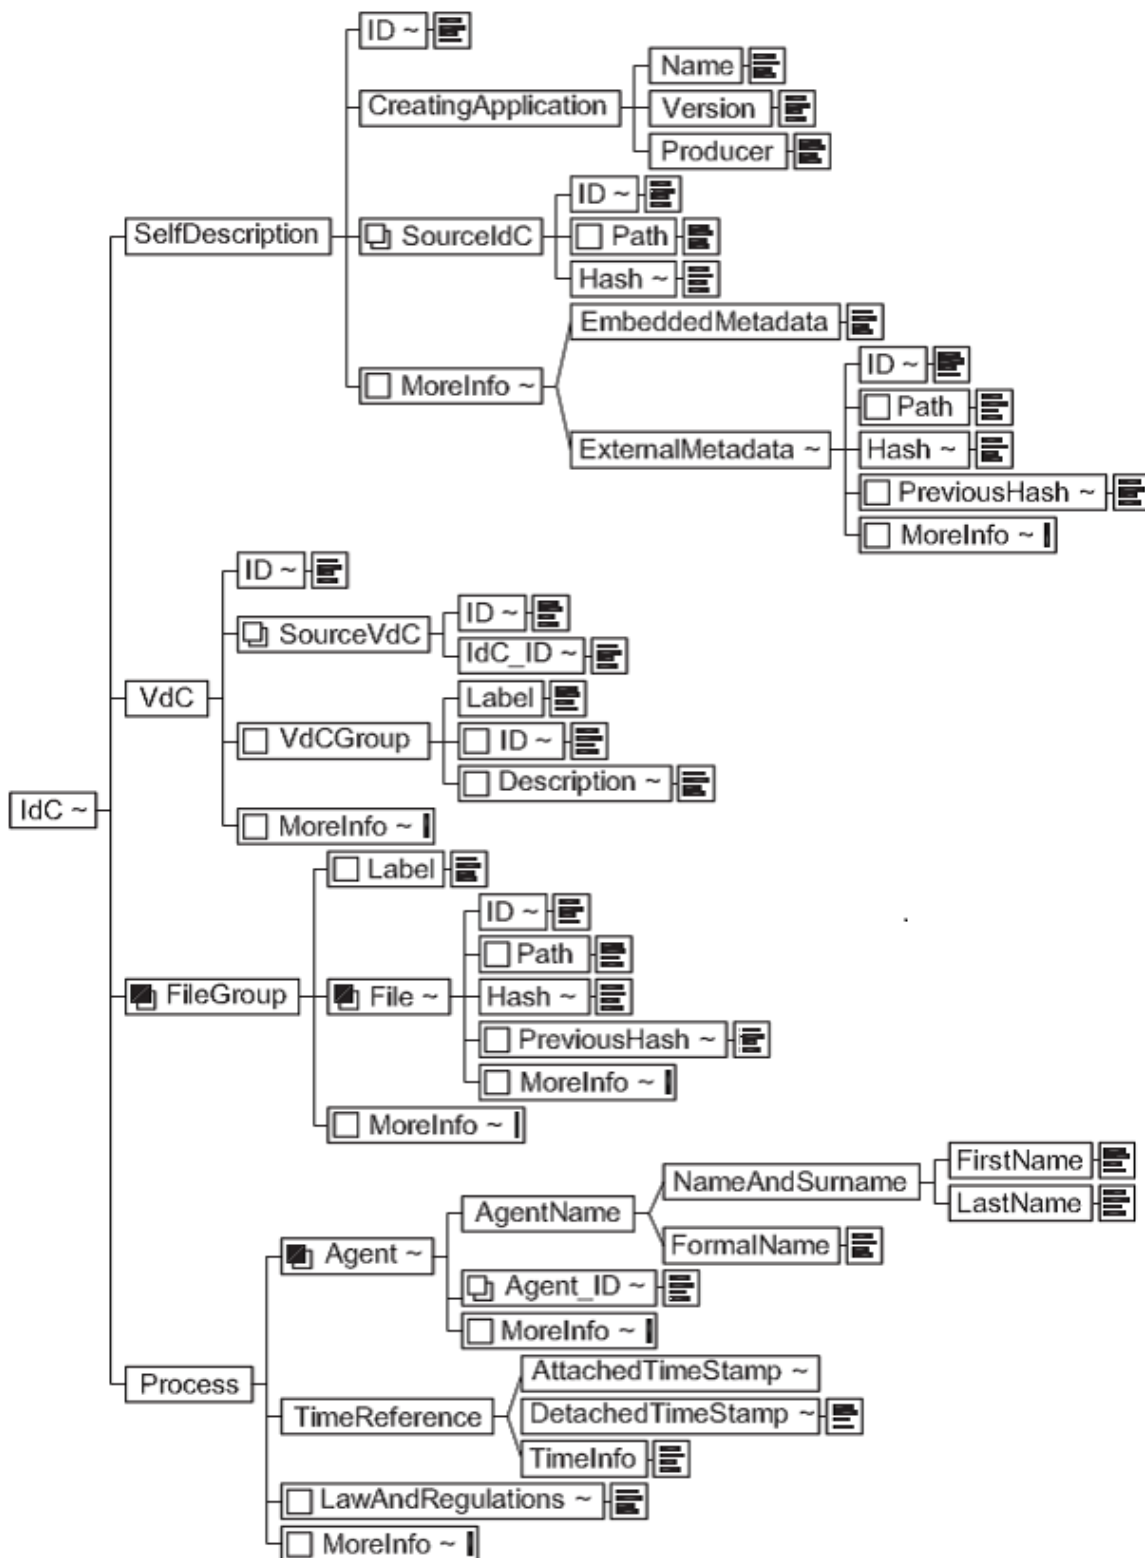 ID ~
CreatingApplication
Name
Version
Producer
SelfDescription
SourceIdC
ID ~
Path
Hash ~
MoreInfo ~
EmbeddedMetadata
ExternalMetadata ~
ID ~
Path
Hash ~
PreviousHash ~
MoreInfo ~
IdC ~
VdC
ID ~
SourceVdC
ID ~
IdC_ID ~
VdCGroup
Label
ID ~
Description ~
MoreInfo ~
FileGroup
Label
File ~
ID ~
Path
Hash ~
PreviousHash ~
MoreInfo ~
MoreInfo ~
Process
Agent ~
AgentName
NameAndSurname
FirstName
LastName
FormalName
Agent_ID ~
MoreInfo ~
TimeReference
AttachedTimeStamp ~
DetachedTimeStamp ~
TimeInfo
LawAndRegulations ~
MoreInfo ~